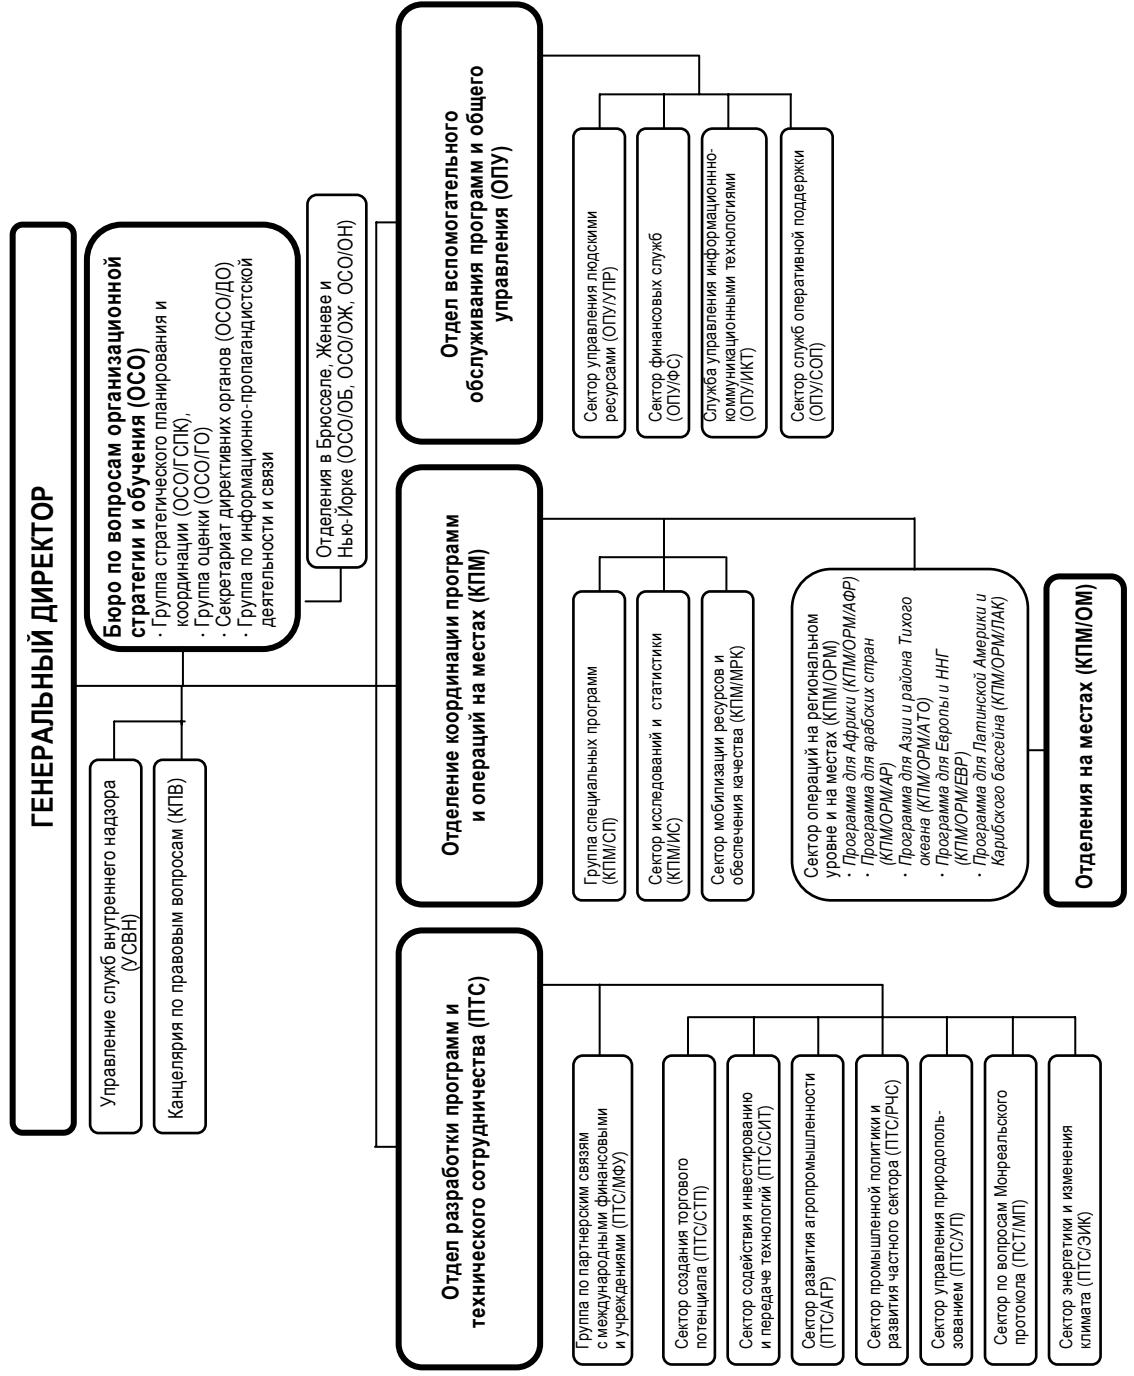 ГЕНЕРАЛЬНЫЙ ДИРЕКТОР
Управление служб внутреннего надзора
(УСВН)
Канцелярия по правовым вопросам (КПВ)
Бюро по вопросам организационной
стратегии и обучения (ОСО)
· Группа стратегического планирования и
координации (ОСО/ГСПК),
· Группа оценки (ОСО/ГО)
· Секретариат директивних органов (ОСО/ДО)
· Группа по информационно-пропагандистской
деятельности и связи
Отделения в Брюсселе, Женеве и
Нью-Йорке (ОСО/ОБ, ОСО/ОЖ, ОСО/ОН)
Отдел разработки программ и
технического сотрудничества (ПТС)
Группа по партнерским связям
с международными финансовыми
и учреждениями (ПТС/МФУ)
Сектор создания торгового
потенциала (ПТС/СТП)
Сектор содействия инвестированию
и передаче технологий (ПТС/СИТ)
Сектор развития агропромышленности
(ПТС/АГР)
Сектор промышленной политики и
развития частного сектора (ПТС/РЧС)
Сектор управления природополь-
зованием (ПТС/УП)
Сектор по вопросам Монреальского
протокола (ПСТ/МП)
Сектор энергетики и изменения
климата (ПТС/ЭИК)
Отделение координации программ
и операций на местах (КПМ)
Группа специальных программ
(КПМ/СП)
Сектор исследований и статистики
(КПМ/ИС)
Сектор мобилизации ресурсов и
обеспечения качества (КПМ/МРК)
Сектор операций на региональном
уровне и на местах (КПМ/ОРМ)
· Программа для Африки (КПМ/ОРМ/АФР)
· Программа для арабских стран
(КПМ/ОРМ/АР)
· Программа для Азии и района Тихого
океана (КПМ/ОРМ/АТО)
· Программа для Европы и ННГ
(КПМ/ОРМ/ЕВР)
· Программа для Латинской Америки и
Карибского бассейна (КПМ/ОРМ/ЛАК)
Отделения на местах (КПМ/ОМ)
Отдел вспомогательного
обслуживания программ и общего
управления (ОПУ)
Сектор управления людскими
ресурсами (ОПУ/УПР)
Сектор финансовых служб
(ОПУ/ФС)
Служба управления информационнно-
коммуникационными технологиями
(ОПУ/ИКТ)
Сектор служб оперативной поддержки
(ОПУ/СОП)